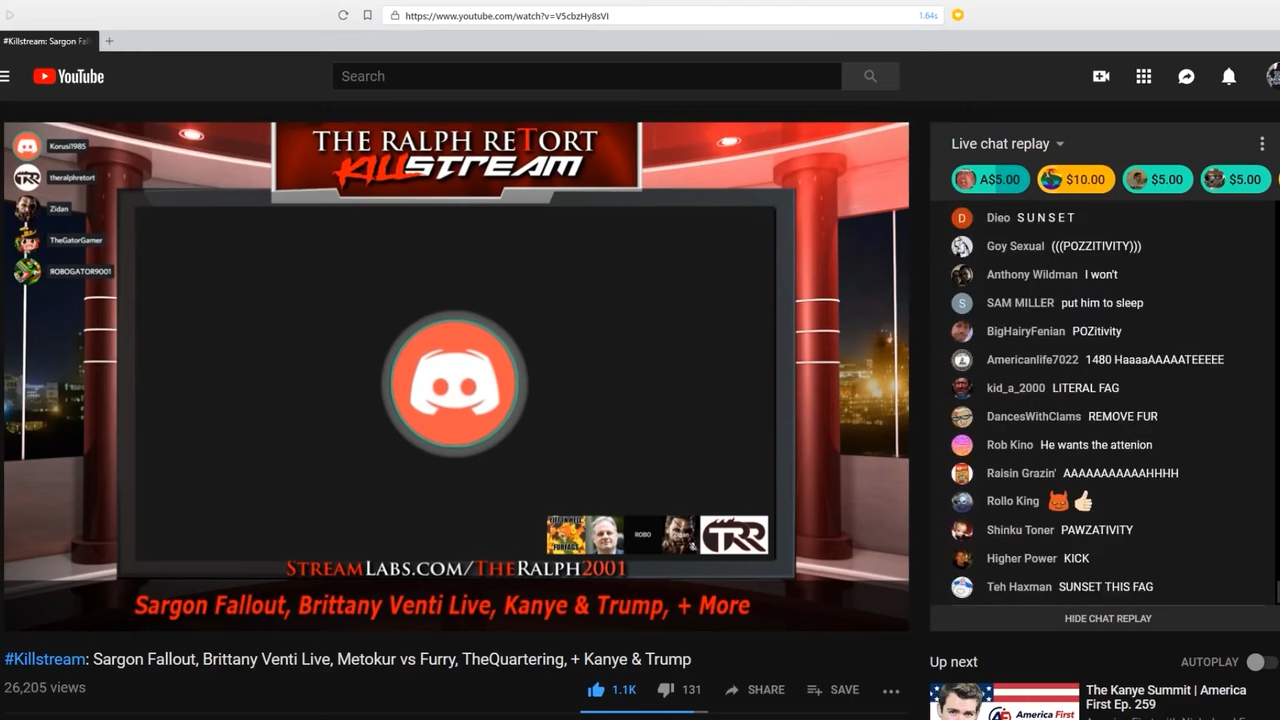 https://www.youtube.com/watch?v=V5cbzHy8sVI
1.64s
#Killstream: Sargon Fall
YouTube
Search
THE RALPH RETORT
KILLSTREAM
Korusi1985
theralphretort
Zidan
TheGatorGamer
ROBOGATOR9001
ROBO
TRR
STREAMLABS.COM/THERALPH2001
Sargon Fallout, Brittany Venti Live, Kanye & Trump, + More
Live chat replay
A$5.00
$10.00
$5.00
$5.00
Dieo S U N S E T
Goy Sexual (((POZZITIVITY)))
Anthony Wildman I won't
SAM MILLER put him to sleep
BigHairyFenian POZitivity
Americanlife7022 1480 HaaaaAAAAATEEEEE
kid_a_2000 LITERAL FAG
DancesWithClams REMOVE FUR
Rob Kino He wants the attenion
Raisin Grazin' AAAAAAAAAAAHHHH
Rollo King
Shinku Toner PAWZATIVITY
Higher Power KICK
Teh Haxman SUNSET THIS FAG
HIDE CHAT REPLAY
#Killstream: Sargon Fallout, Brittany Venti Live, Metokur vs Furry, TheQuartering, + Kanye & Trump
26,205 views
1.1K
131
SHARE
SAVE
Up next
AUTOPLAY
The Kanye Summit | America
First Ep. 259
America First